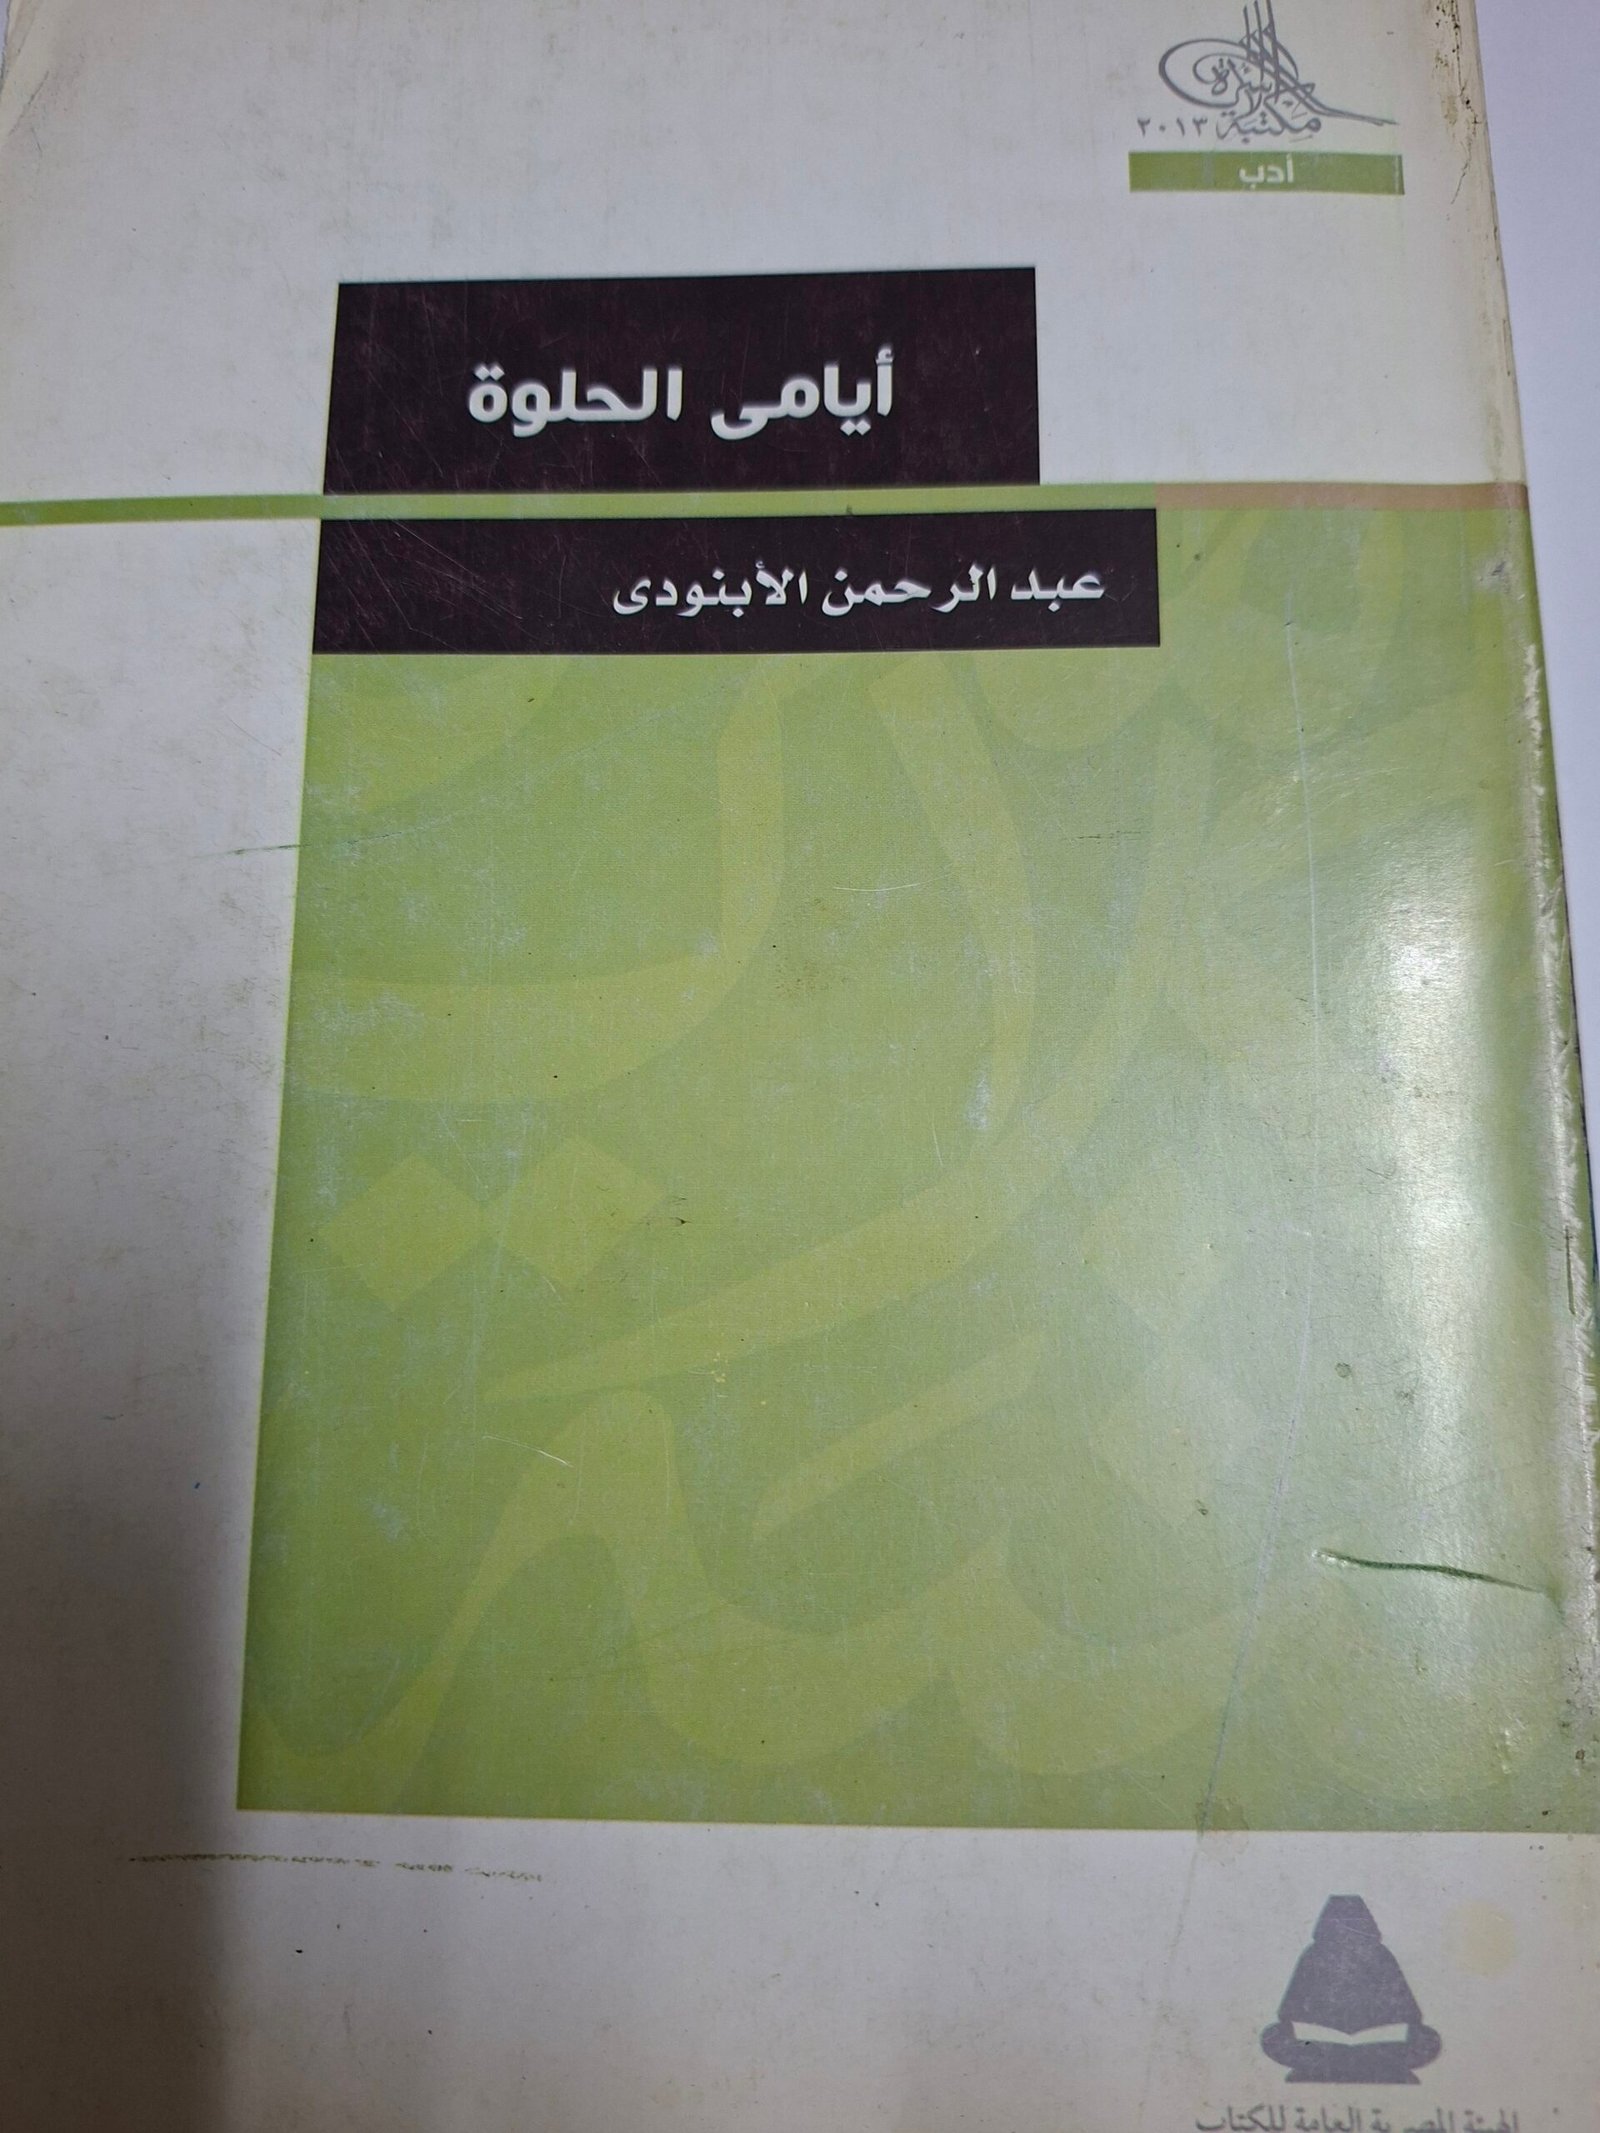 مكتبة الأسرة
٢٠١٣
أدب
أيامى الحلوة
عبد الرحمن الأبنودى
الهيئة المصرية العامة للكتاب